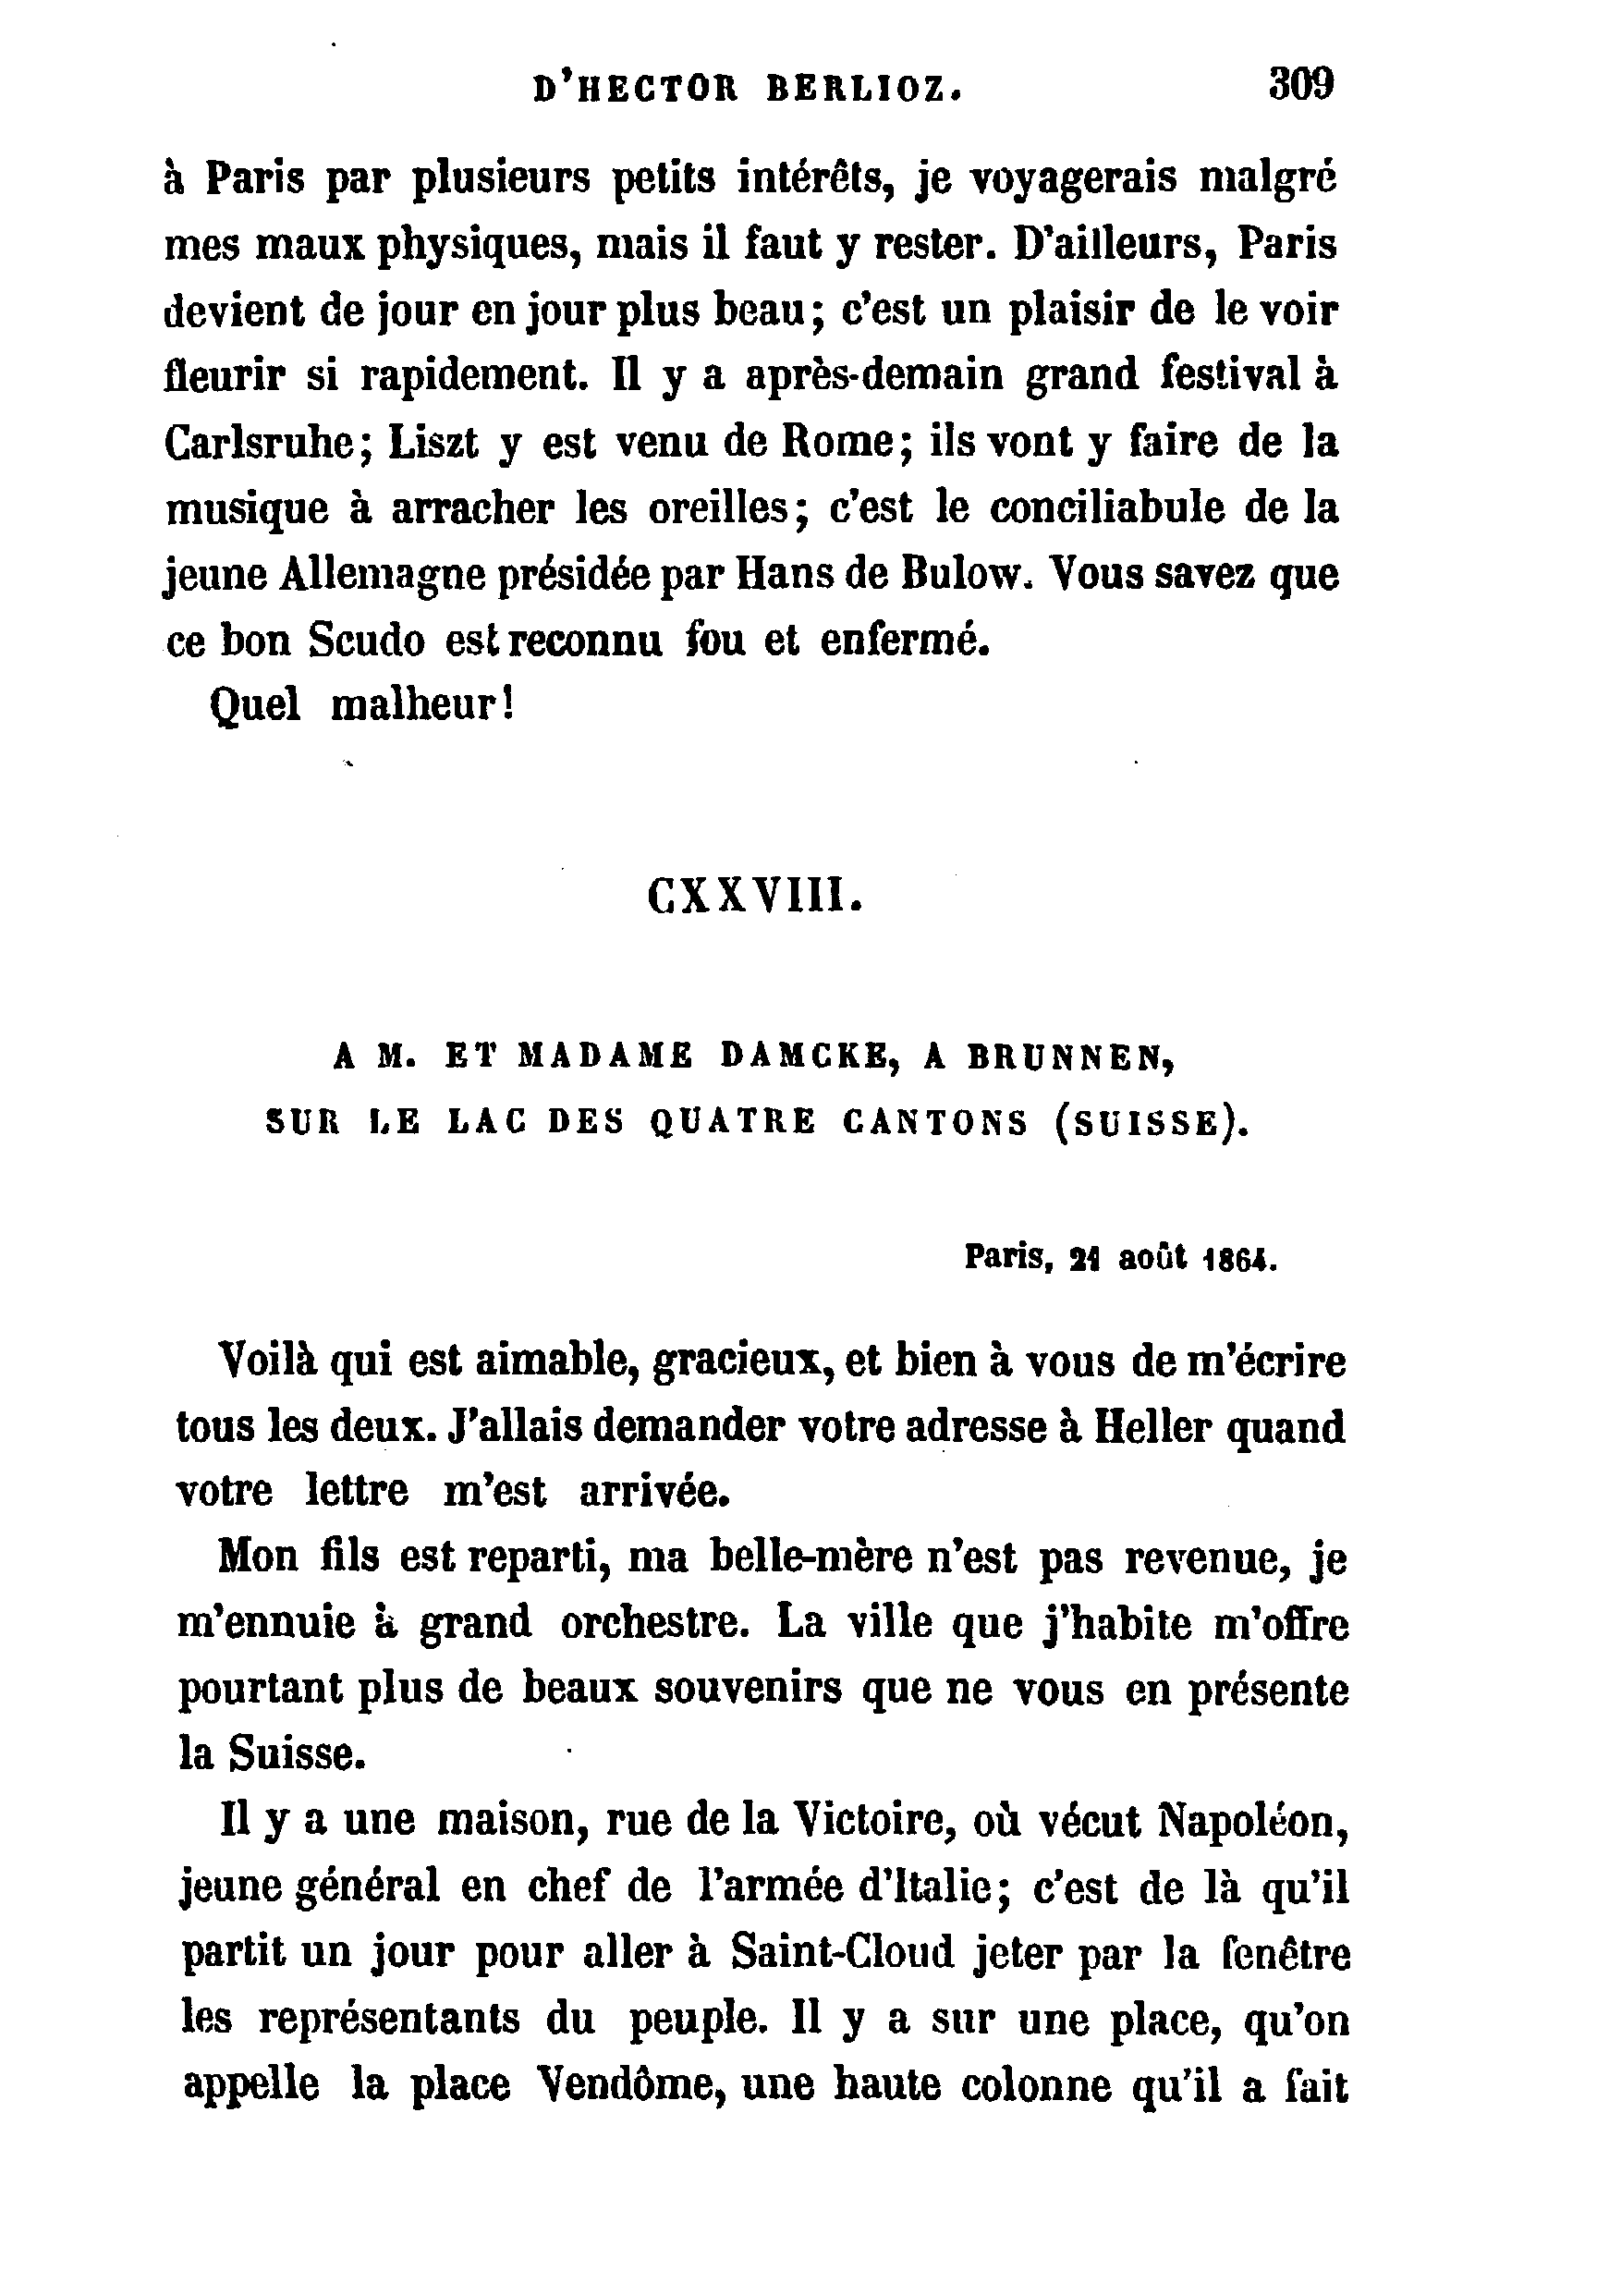 D'HECTOR BERLIOZ. 309
à Paris par plusieurs petits intérêts, je voyagerais malgré
mes maux physiques, mais il faut y rester. D'ailleurs, Paris
devient de jour en jour plus beau; c'est un plaisir de le voir
fleurir si rapidement. Il y a après-demain grand festival à
Carlsruhe; Liszt y est venu de Rome; ils vont y faire de la
musique à arracher les oreilles; c'est le conciliabule de la
jeune Allemagne présidée par Hans de Bulow. Vous savez que
ce bon Scudo est reconnu fou et enfermé.
Quel malheur!
CXXVIII.
A M. ET MADAME DAMCKE, A BRUNNEN,
SUR LE LAC DES QUATRE CANTONS (SUISSE).
Paris, 21 août 1864.
Voilà qui est aimable, gracieux, et bien à vous de m'écrire
tous les deux. J'allais demander votre adresse à Heller quand
votre lettre m'est arrivée.
Mon fils est reparti, ma belle-mère n'est pas revenue, je
m'ennuie à grand orchestre. La ville que j'habite m'offre
pourtant plus de beaux souvenirs que ne vous en présente
la Suisse.
Il y a une maison, rue de la Victoire, où vécut Napoléon,
jeune général en chef de l'armée d'Italie; c'est de là qu'il
partit un jour pour aller à Saint-Cloud jeter par la fenêtre
les représentants du peuple. Il y a sur une place, qu'on
appelle la place Vendôme, une haute colonne qu'il a fait